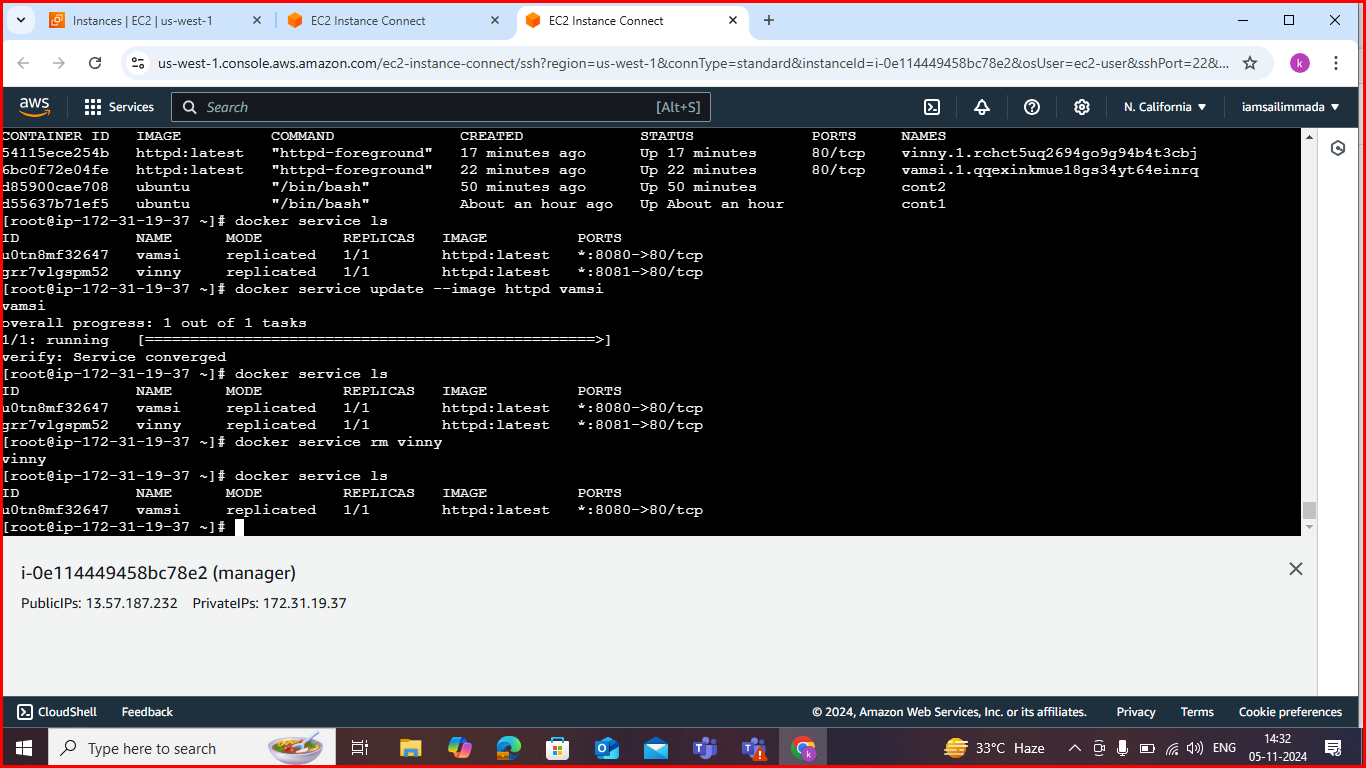 Instances | EC2 | us-west-1
EC2 Instance Connect
EC2 Instance Connect
us-west-1.console.aws.amazon.com/ec2-instance-connect/ssh?region=us-west-1&connType=standard&instanceId=i-0e114449458bc78e2&osUser=ec2-user&sshPort=22&...
k
aws Services Search [Alt+S] N. California iamsailimmada
CONTAINER ID IMAGE COMMAND CREATED STATUS PORTS NAMES
54115ece254b httpd:latest "httpd-foreground" 17 minutes ago Up 17 minutes 80/tcp vinny.1.rchct5uq2694go9g94b4t3cbj
6bc0f72e04fe httpd:latest "httpd-foreground" 22 minutes ago Up 22 minutes 80/tcp vamsi.1.qqexinkmue18gs34yt64einrq
d85900cae708 ubuntu "/bin/bash" 50 minutes ago Up 50 minutes cont2
d55637b71ef5 ubuntu "/bin/bash" About an hour ago Up About an hour cont1
[root@ip-172-31-19-37 ~]# docker service ls
ID NAME MODE REPLICAS IMAGE PORTS
u0tn8mf32647 vamsi replicated 1/1 httpd:latest *:8080->80/tcp
grr7vlgspm52 vinny replicated 1/1 httpd:latest *:8081->80/tcp
[root@ip-172-31-19-37 ~]# docker service update --image httpd vamsi
vamsi
overall progress: 1 out of 1 tasks
1/1: running [==================================================>]
verify: Service converged
[root@ip-172-31-19-37 ~]# docker service ls
ID NAME MODE REPLICAS IMAGE PORTS
u0tn8mf32647 vamsi replicated 1/1 httpd:latest *:8080->80/tcp
grr7vlgspm52 vinny replicated 1/1 httpd:latest *:8081->80/tcp
[root@ip-172-31-19-37 ~]# docker service rm vinny
vinny
[root@ip-172-31-19-37 ~]# docker service ls
ID NAME MODE REPLICAS IMAGE PORTS
u0tn8mf32647 vamsi replicated 1/1 httpd:latest *:8080->80/tcp
[root@ip-172-31-19-37 ~]#
i-0e114449458bc78e2 (manager)
PublicIPs: 13.57.187.232 PrivateIPs: 172.31.19.37
CloudShell Feedback © 2024, Amazon Web Services, Inc. or its affiliates. Privacy Terms Cookie preferences
Type here to search 33°C Haze ENG 14:32
05-11-2024